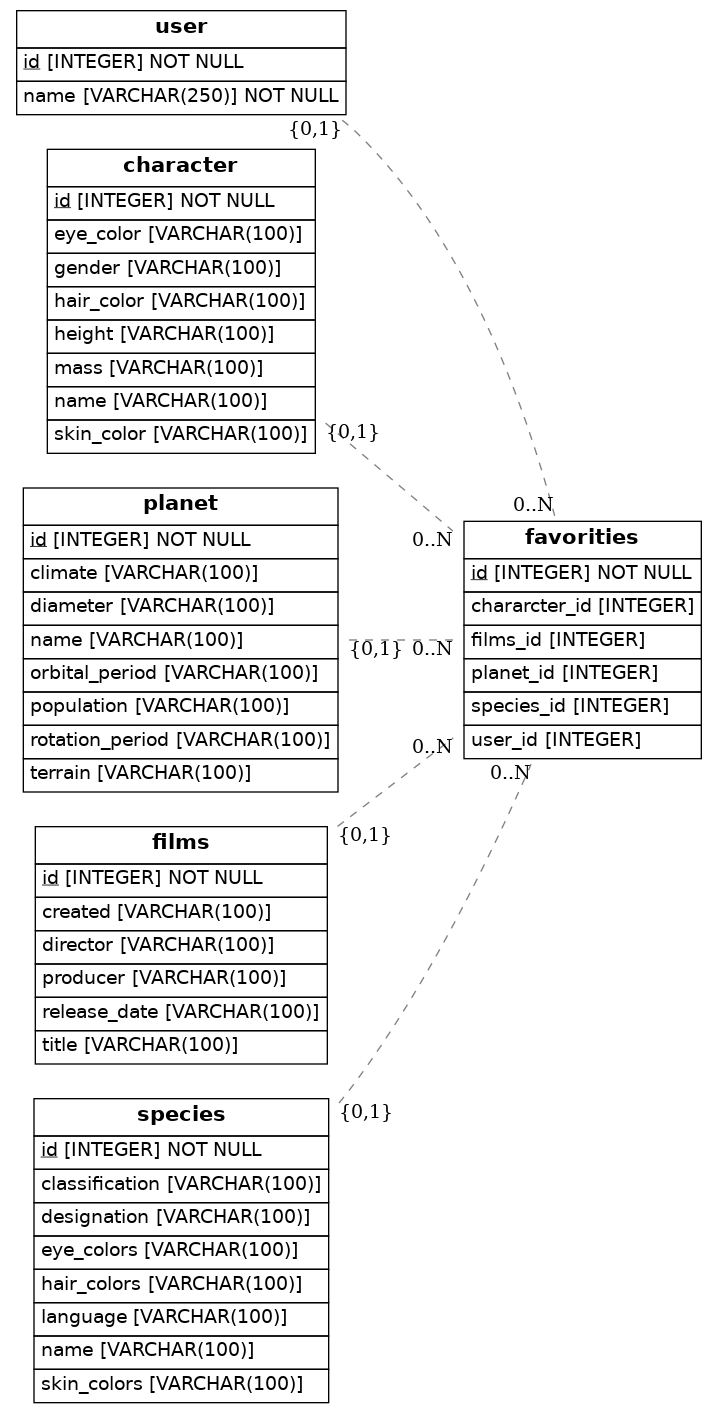 user
id [INTEGER] NOT NULL
name [VARCHAR(250)] NOT NULL
{0,1}
character
id [INTEGER] NOT NULL
eye_color [VARCHAR(100)]
gender [VARCHAR(100)]
hair_color [VARCHAR(100)]
height [VARCHAR(100)]
mass [VARCHAR(100)]
name [VARCHAR(100)]
skin_color [VARCHAR(100)]
{0,1}
planet
id [INTEGER] NOT NULL
climate [VARCHAR(100)]
diameter [VARCHAR(100)]
name [VARCHAR(100)]
orbital_period [VARCHAR(100)]
population [VARCHAR(100)]
rotation_period [VARCHAR(100)]
terrain [VARCHAR(100)]
{0,1}
0..N
0..N
0..N
0..N
0..N
favorities
id [INTEGER] NOT NULL
chararcter_id [INTEGER]
films_id [INTEGER]
planet_id [INTEGER]
species_id [INTEGER]
user_id [INTEGER]
films
id [INTEGER] NOT NULL
created [VARCHAR(100)]
director [VARCHAR(100)]
producer [VARCHAR(100)]
release_date [VARCHAR(100)]
title [VARCHAR(100)]
{0,1}
species
id [INTEGER] NOT NULL
classification [VARCHAR(100)]
designation [VARCHAR(100)]
eye_colors [VARCHAR(100)]
hair_colors [VARCHAR(100)]
language [VARCHAR(100)]
name [VARCHAR(100)]
skin_colors [VARCHAR(100)]
{0,1}